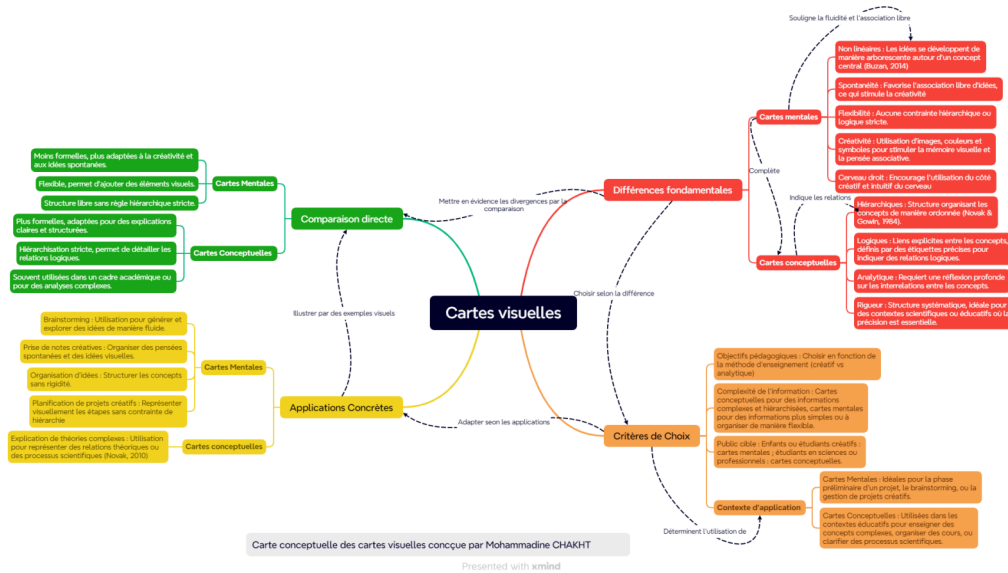 Souligne la fluidité et l'association libre
Non linéaires : Les idées se développent de
manière arborescente autour d'un concept
central (Buzan, 2014)
Spontanéité : Favorise l'association libre d'idées,
ce qui stimule la créativité
Cartes mentales
Flexibilité : Aucune contrainte hiérarchique ou
logique stricte.
Créativité : Utilisation d'images, couleurs et
symboles pour stimuler la mémoire visuelle et
la pensée associative.
Cerveau droit : Encourage l'utilisation du côté
créatif et intuitif du cerveau
Complète
Différences fondamentales
Indique les relations
Hiérarchiques : Structure organisant les
concepts de manière ordonnée (Novak &
Gowin, 1984).
Logiques : Liens explicites entre les concepts,
définis par des étiquettes précises pour
indiquer des relations logiques.
Cartes conceptuelles
Analytique : Requiert une réflexion profonde
sur les interrelations entre les concepts.
Rigueur : Structure systématique, idéale pour
des contextes scientifiques ou éducatifs où la
précision est essentielle.
Mettre en évidence les divergences par la
comparaison
Choisir selon la différence
Moins formelles, plus adaptées à la créativité et
aux idées spontanées.
Cartes Mentales
Flexible, permet d'ajouter des éléments visuels.
Structure libre sans règle hiérarchique stricte.
Comparaison directe
Plus formelles, adaptées pour des explications
claires et structurées.
Cartes Conceptuelles
Hiérarchisation stricte, permet de détailler les
relations logiques.
Souvent utilisées dans un cadre académique ou
pour des analyses complexes.
Cartes visuelles
Illustrer par des exemples visuels
Brainstorming : Utilisation pour générer et
explorer des idées de manière fluide.
Prise de notes créatives : Organiser des pensées
spontanées et des idées visuelles.
Cartes Mentales
Organisation d'idées : Structurer les concepts
sans rigidité.
Planification de projets créatifs : Représenter
visuellement les étapes sans contrainte de
hiérarchie
Applications Concrètes
Explication de théories complexes : Utilisation
pour représenter des relations théoriques ou
des processus scientifiques (Novak, 2010)
Cartes conceptuelles
Adapter seon les applications
Objectifs pédagogiques : Choisir en fonction de
la méthode d'enseignement (créatif vs
analytique)
Complexité de l'information : Cartes
conceptuelles pour des informations
complexes et hiérarchisées, cartes mentales
pour des informations plus simples ou à
organiser de manière flexible.
Critères de Choix
Public cible : Enfants ou étudiants créatifs :
cartes mentales ; étudiants en sciences ou
professionnels : cartes conceptuelles.
Cartes Mentales : Idéales pour la phase
préliminaire d'un projet, le brainstorming, ou la
gestion de projets créatifs.
Contexte d'application
Cartes Conceptuelles : Utilisées dans les
contextes éducatifs pour enseigner des
concepts complexes, organiser des cours, ou
clarifier des processus scientifiques.
Déterminent l'utilisation de
Carte conceptuelle des cartes visuelles concçue par Mohammadine CHAKHT
Presented with xmind